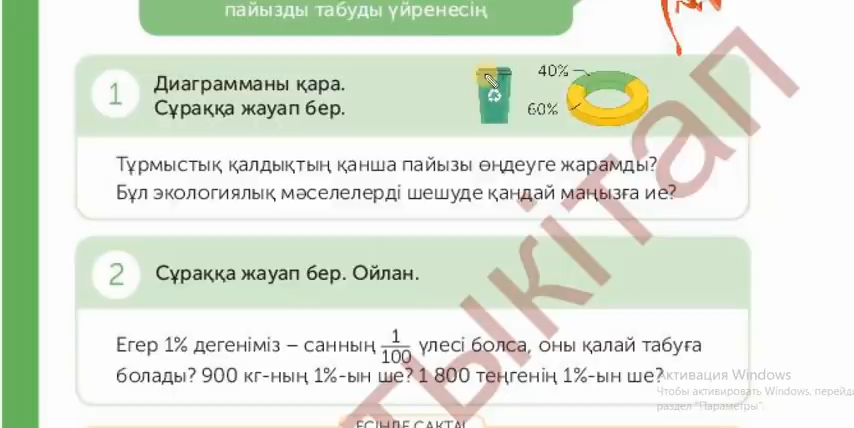 пайызды табуды үйренесің
1
Диаграмманы қара.
Сұраққа жауап бер.
40%
60%
Тұрмыстық қалдықтың қанша пайызы өңдеуге жарамды?
Бұл экологиялық мәселелерді шешуде қандай маңызға ие?
2
Сұраққа жауап бер. Ойлан.
Егер 1% дегеніміз – санның 1/100 үлесі болса, оны қалай табуға
болады? 900 кг-ның 1%-ын ше? 1 800 теңгенің 1%-ын ше?
Активация Windows
Чтобы активировать Windows, перейди
раздел "Параметры".
ЕСІҢДЕ САҚТА!
тыкітап